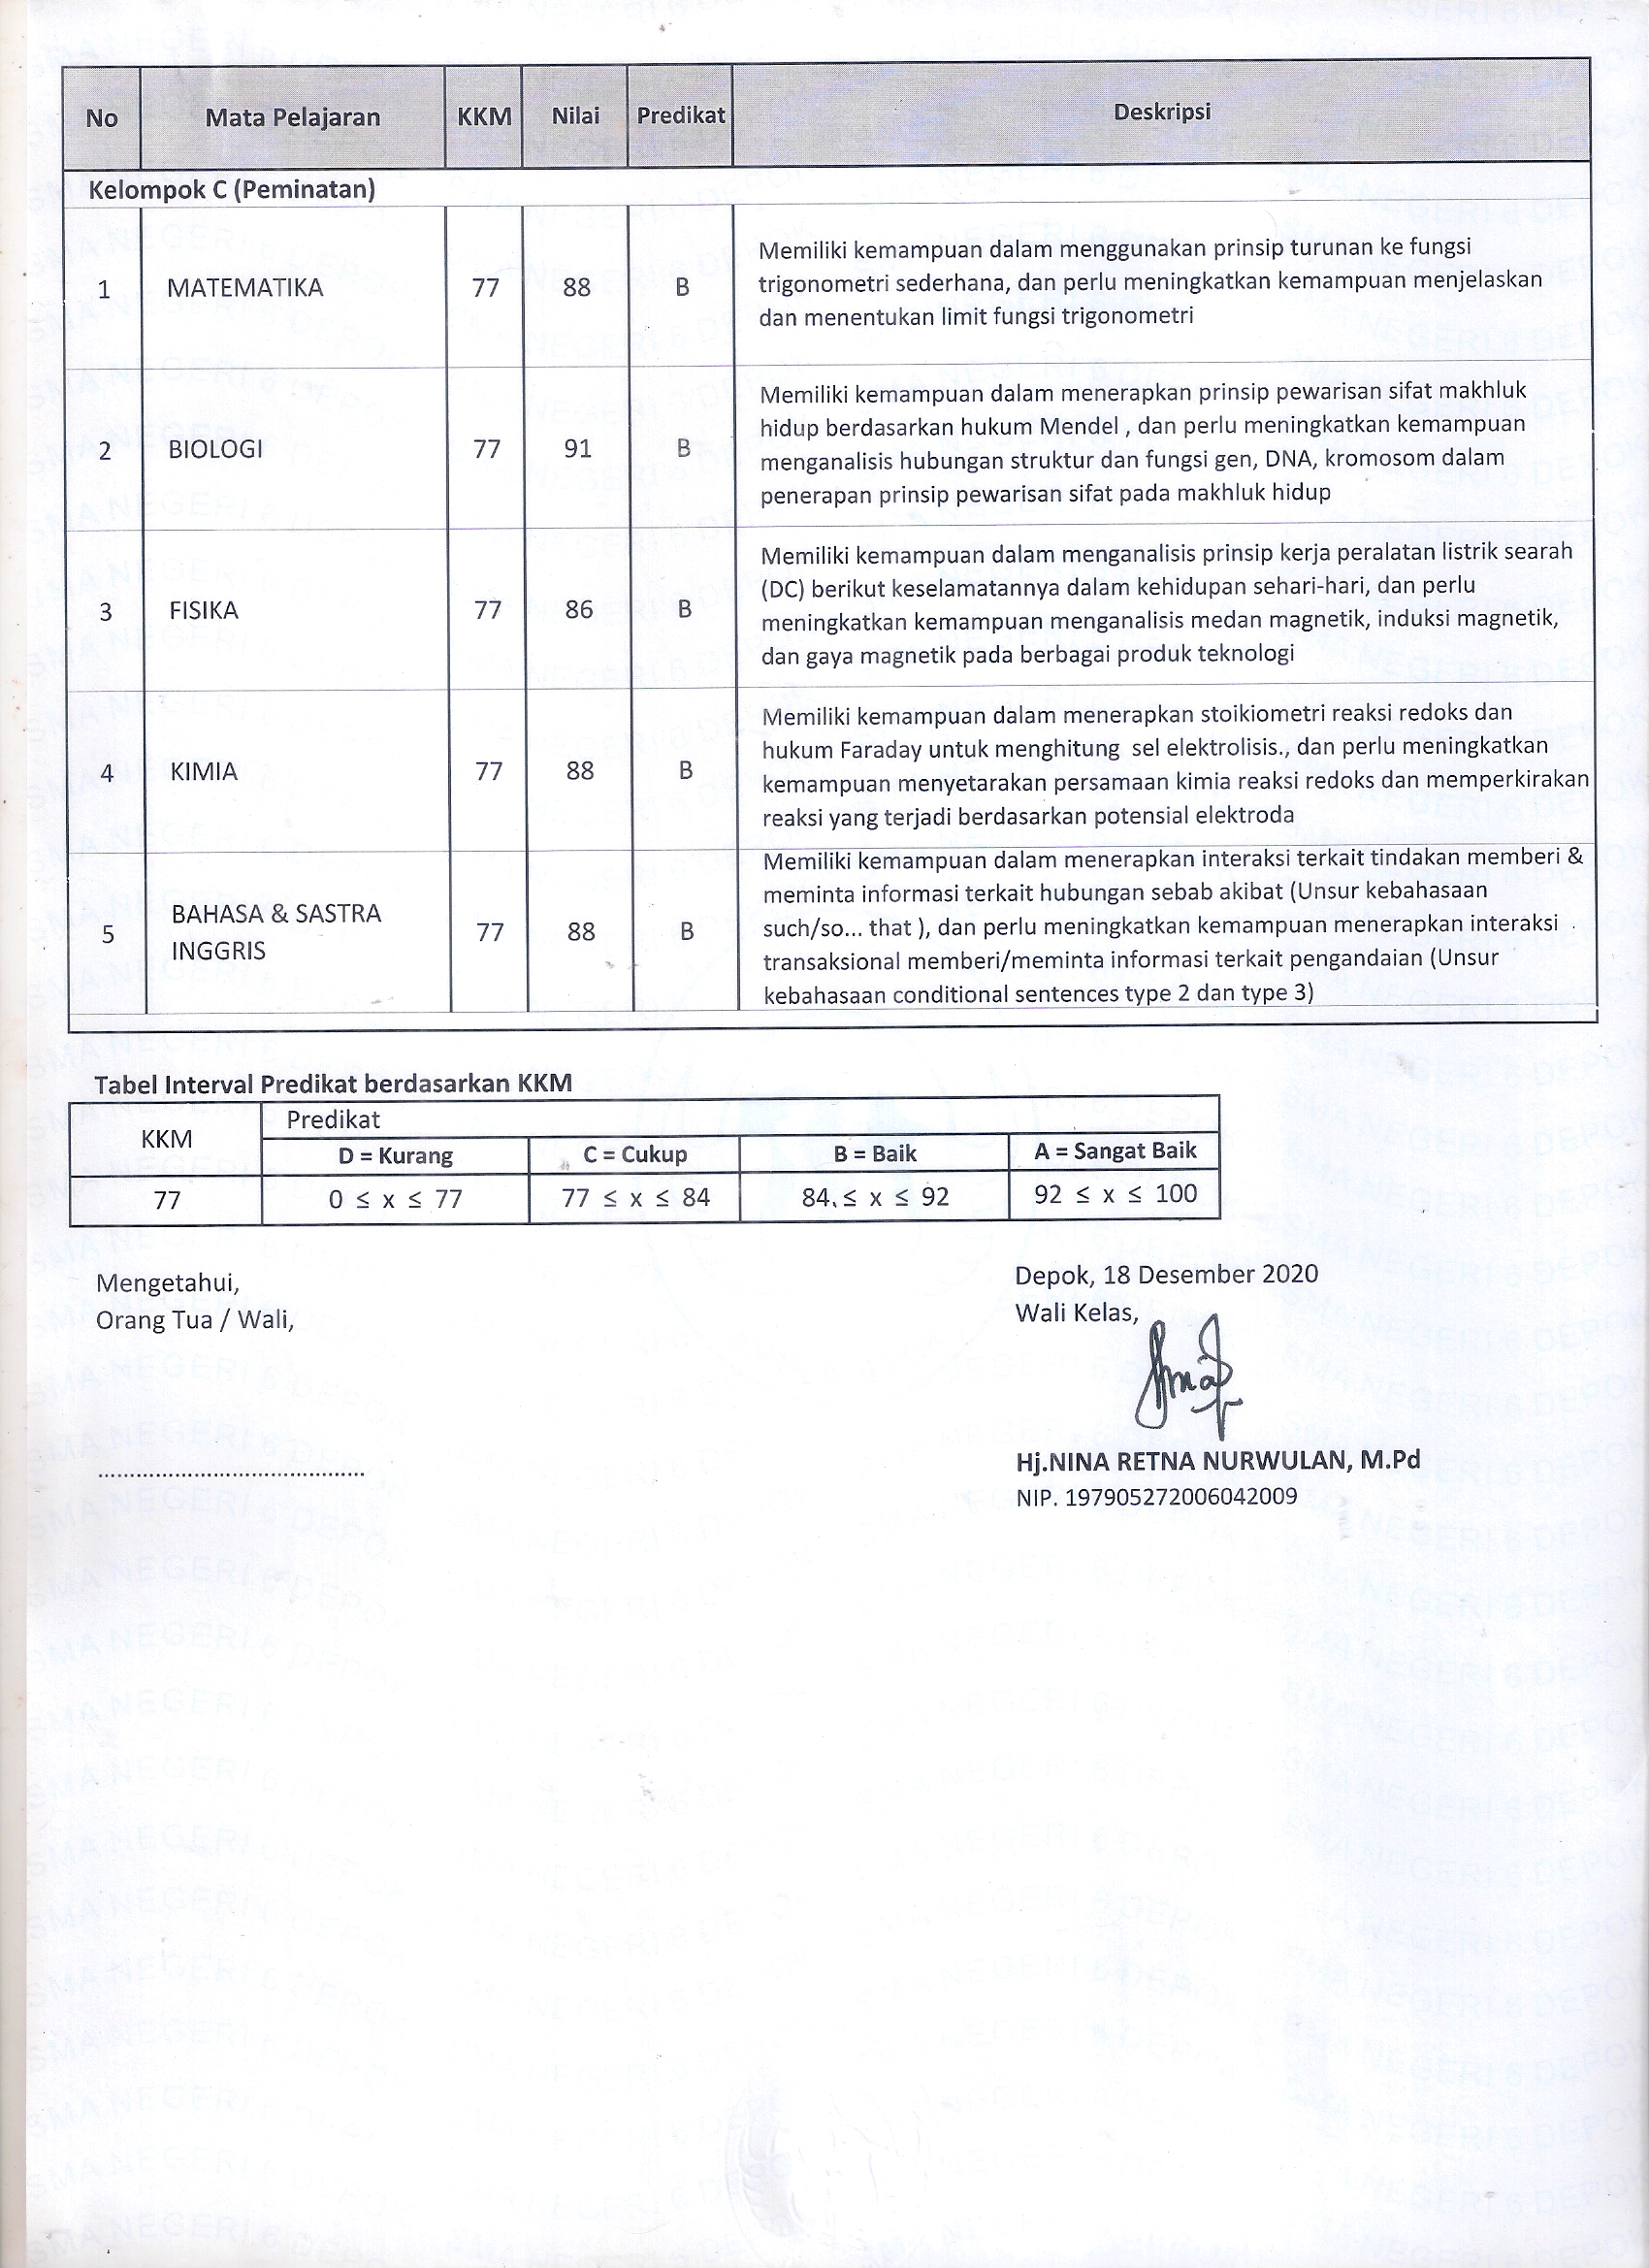 No Mata Pelajaran KKM Nilai Predikat Deskripsi
Kelompok C (Peminatan)
1 MATEMATIKA 77 88 B
Memiliki kemampuan dalam menggunakan prinsip turunan ke fungsi
trigonometri sederhana, dan perlu meningkatkan kemampuan menjelaskan
dan menentukan limit fungsi trigonometri
2 BIOLOGI 77 91 B
Memiliki kemampuan dalam menerapkan prinsip pewarisan sifat makhluk
hidup berdasarkan hukum Mendel , dan perlu meningkatkan kemampuan
menganalisis hubungan struktur dan fungsi gen, DNA, kromosom dalam
penerapan prinsip pewarisan sifat pada makhluk hidup
3 FISIKA 77 86 B
Memiliki kemampuan dalam menganalisis prinsip kerja peralatan listrik searah
(DC) berikut keselamatannya dalam kehidupan sehari-hari, dan perlu
meningkatkan kemampuan menganalisis medan magnetik, induksi magnetik,
dan gaya magnetik pada berbagai produk teknologi
4 KIMIA 77 88 B
Memiliki kemampuan dalam menerapkan stoikiometri reaksi redoks dan
hukum Faraday untuk menghitung  sel elektrolisis., dan perlu meningkatkan
kemampuan menyetarakan persamaan kimia reaksi redoks dan memperkirakan
reaksi yang terjadi berdasarkan potensial elektroda
5 BAHASA & SASTRA
INGGRIS 77 88 B
Memiliki kemampuan dalam menerapkan interaksi terkait tindakan memberi &
meminta informasi terkait hubungan sebab akibat (Unsur kebahasaan
such/so... that ), dan perlu meningkatkan kemampuan menerapkan interaksi
transaksional memberi/meminta informasi terkait pengandaian (Unsur
kebahasaan conditional sentences type 2 dan type 3)
Tabel Interval Predikat berdasarkan KKM
KKM Predikat
D = Kurang C = Cukup B = Baik A = Sangat Baik
77 0 ≤ x ≤ 77 77 ≤ x ≤ 84 84 ≤ x ≤ 92 92 ≤ x ≤ 100
Mengetahui,
Orang Tua / Wali,
Depok, 18 Desember 2020
Wali Kelas,
Hj.NINA RETNA NURWULAN, M.Pd
NIP. 197905272006042009